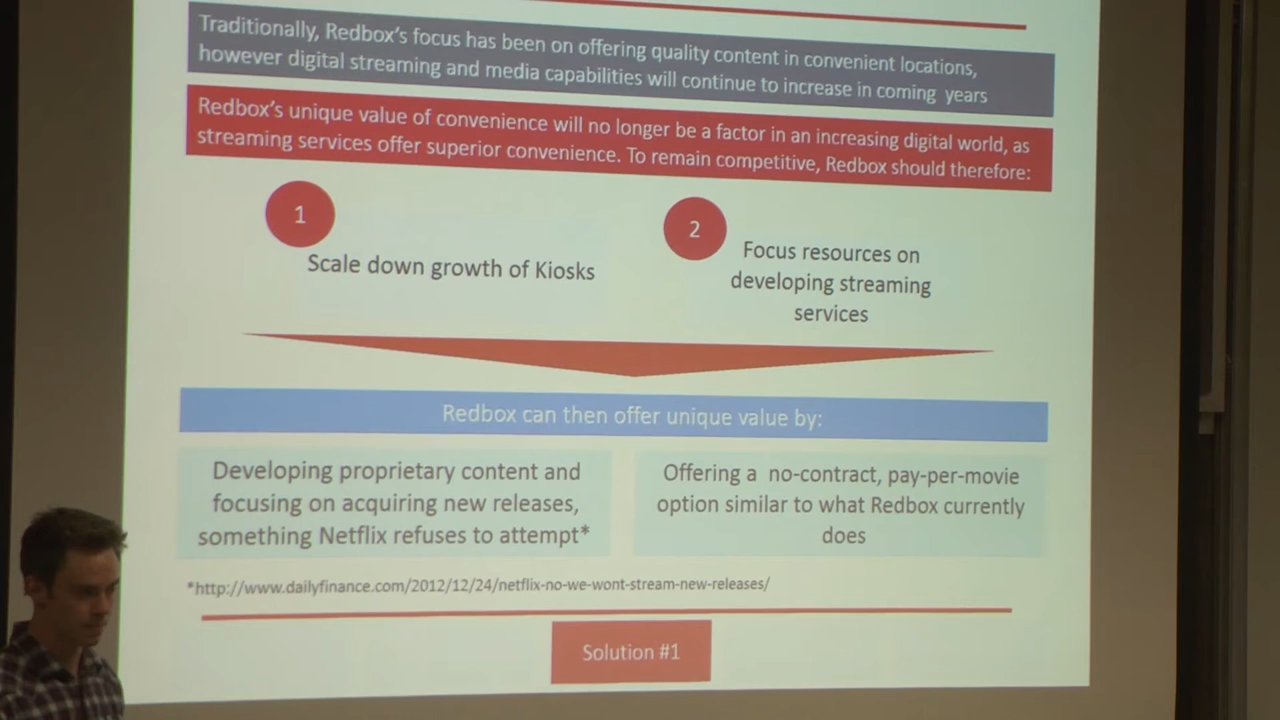 Traditionally, Redbox's focus has been on offering quality content in convenient locations,
however digital streaming and media capabilities will continue to increase in coming years
Redbox's unique value of convenience will no longer be a factor in an increasing digital world, as
streaming services offer superior convenience. To remain competitive, Redbox should therefore:
1
Scale down growth of Kiosks
2
Focus resources on
developing streaming
services
Redbox can then offer unique value by:
Developing proprietary content and
focusing on acquiring new releases,
something Netflix refuses to attempt*
Offering a no-contract, pay-per-movie
option similar to what Redbox currently
does
*http://www.dailyfinance.com/2012/12/24/netflix-no-we-wont-stream-new-releases/
Solution #1